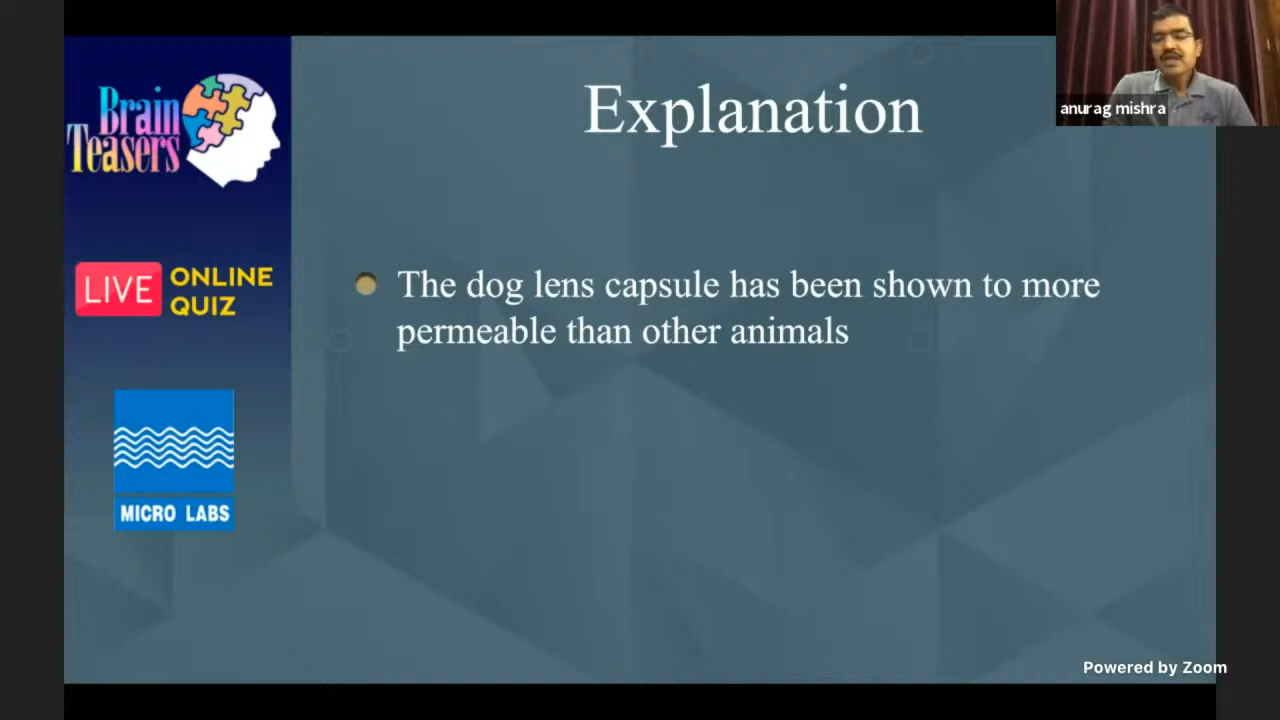 Brain
Teasers
LIVE ONLINE
QUIZ
MICRO LABS
Explanation
The dog lens capsule has been shown to more
permeable than other animals
anurag mishra
Powered by Zoom